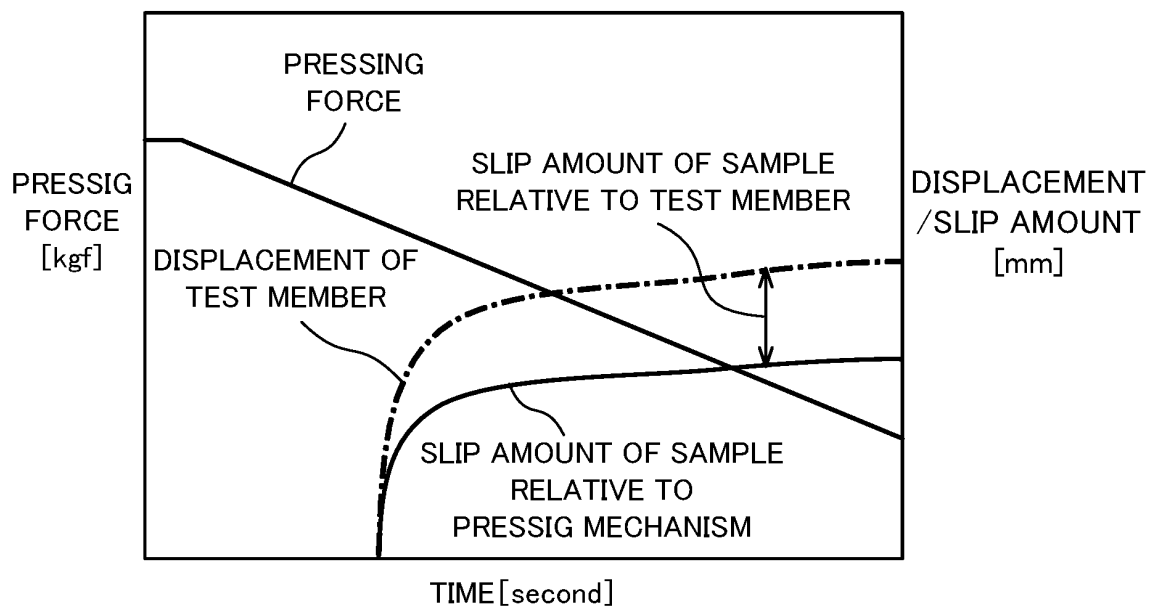 PRESSING
FORCE
PRESSIG
FORCE
[kgf]
SLIP AMOUNT OF SAMPLE
RELATIVE TO TEST MEMBER
DISPLACEMENT
/SLIP AMOUNT
[mm]
DISPLACEMENT OF
TEST MEMBER
SLIP AMOUNT OF SAMPLE
RELATIVE TO
PRESSIG MECHANISM
TIME[second]